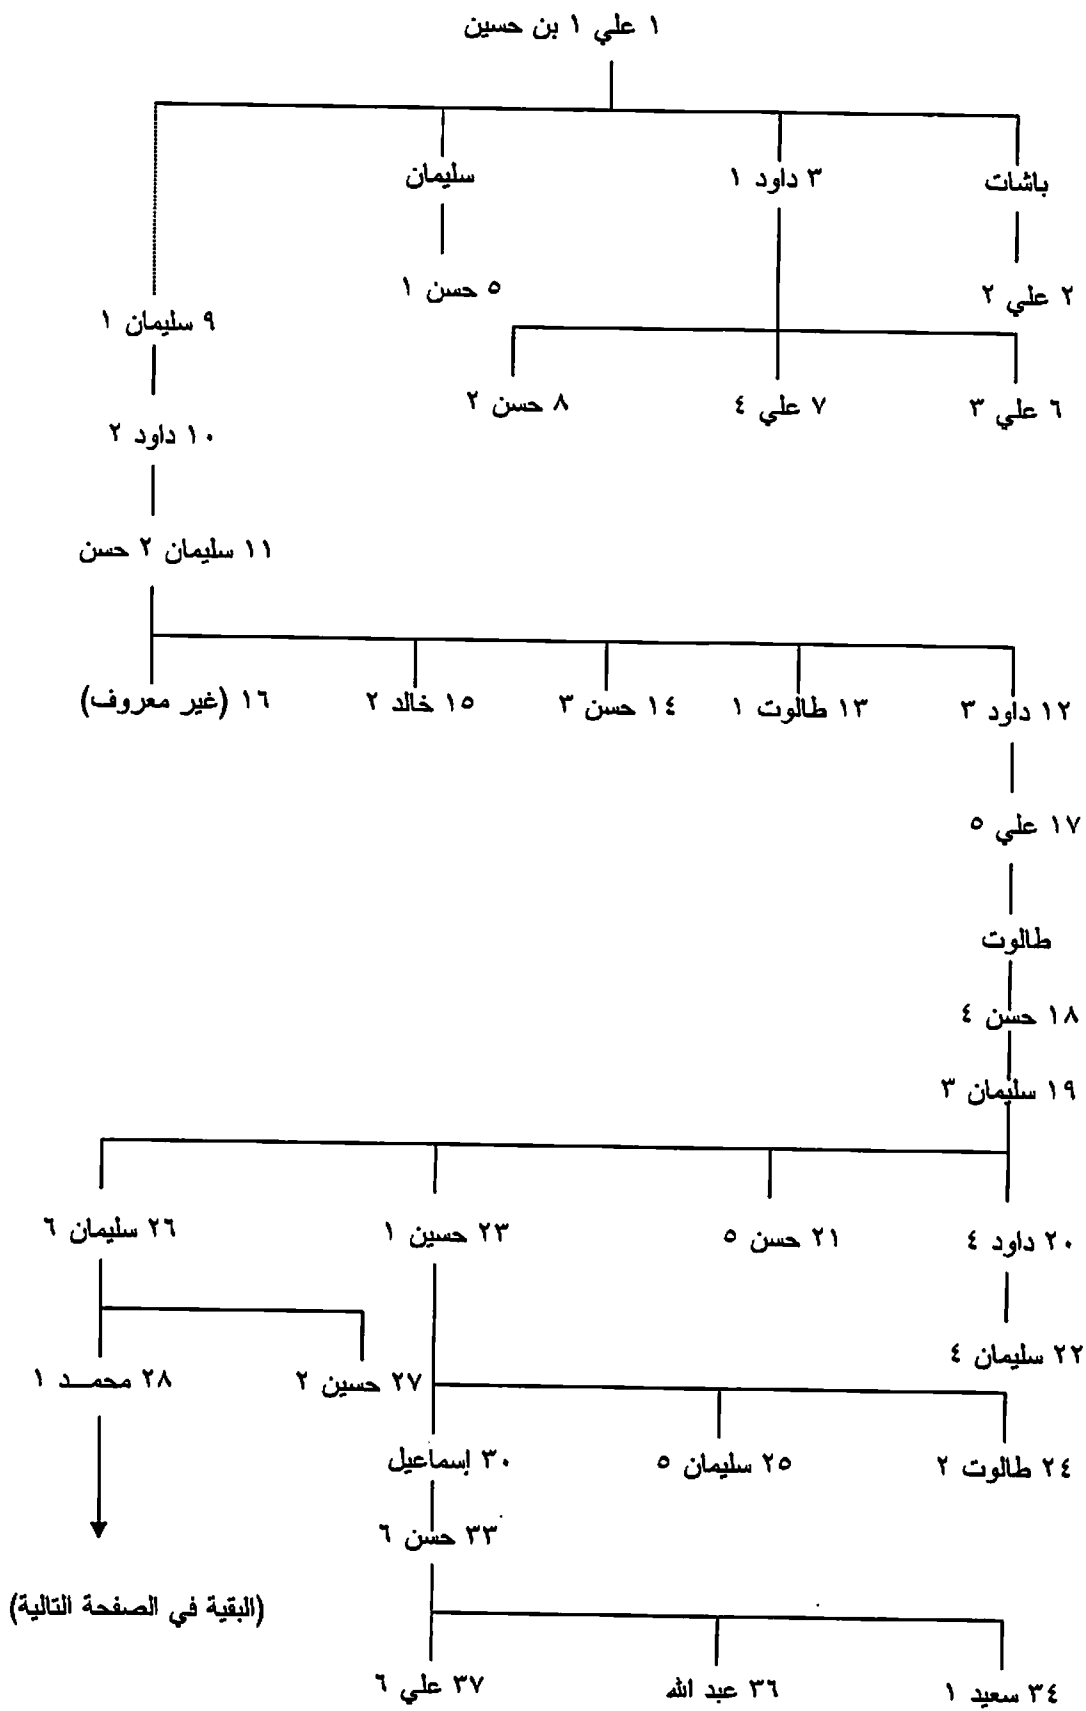 ١ علي ١ بن حسين
باشات
٣ داود ١
سليمان
٢ علي ٢
٥ حسن ١
٩ سليمان ١
٦ علي ٣
٧ علي ٤
٨ حسن ٢
١٠ داود ٢
١١ سليمان ٢ حسن
١٢ داود ٣
١٣ طالوت ١
١٤ حسن ٣
١٥ خالد ٢
١٦ (غير معروف)
١٧ علي ٥
طالوت
١٨ حسن ٤
١٩ سليمان ٣
٢٠ داود ٤
٢١ حسن ٥
٢٣ حسين ١
٢٦ سليمان ٦
٢٢ سليمان ٤
٢٧ حسين ٢
٢٨ محمـــد ١
٢٤ طالوت ٢
٢٥ سليمان ٥
٣٠ إسماعيل
٣٣ حسن ٦
(البقية في الصفحة التالية)
٣٤ سعيد ١
٣٦ عبد الله
٣٧ علي ٦